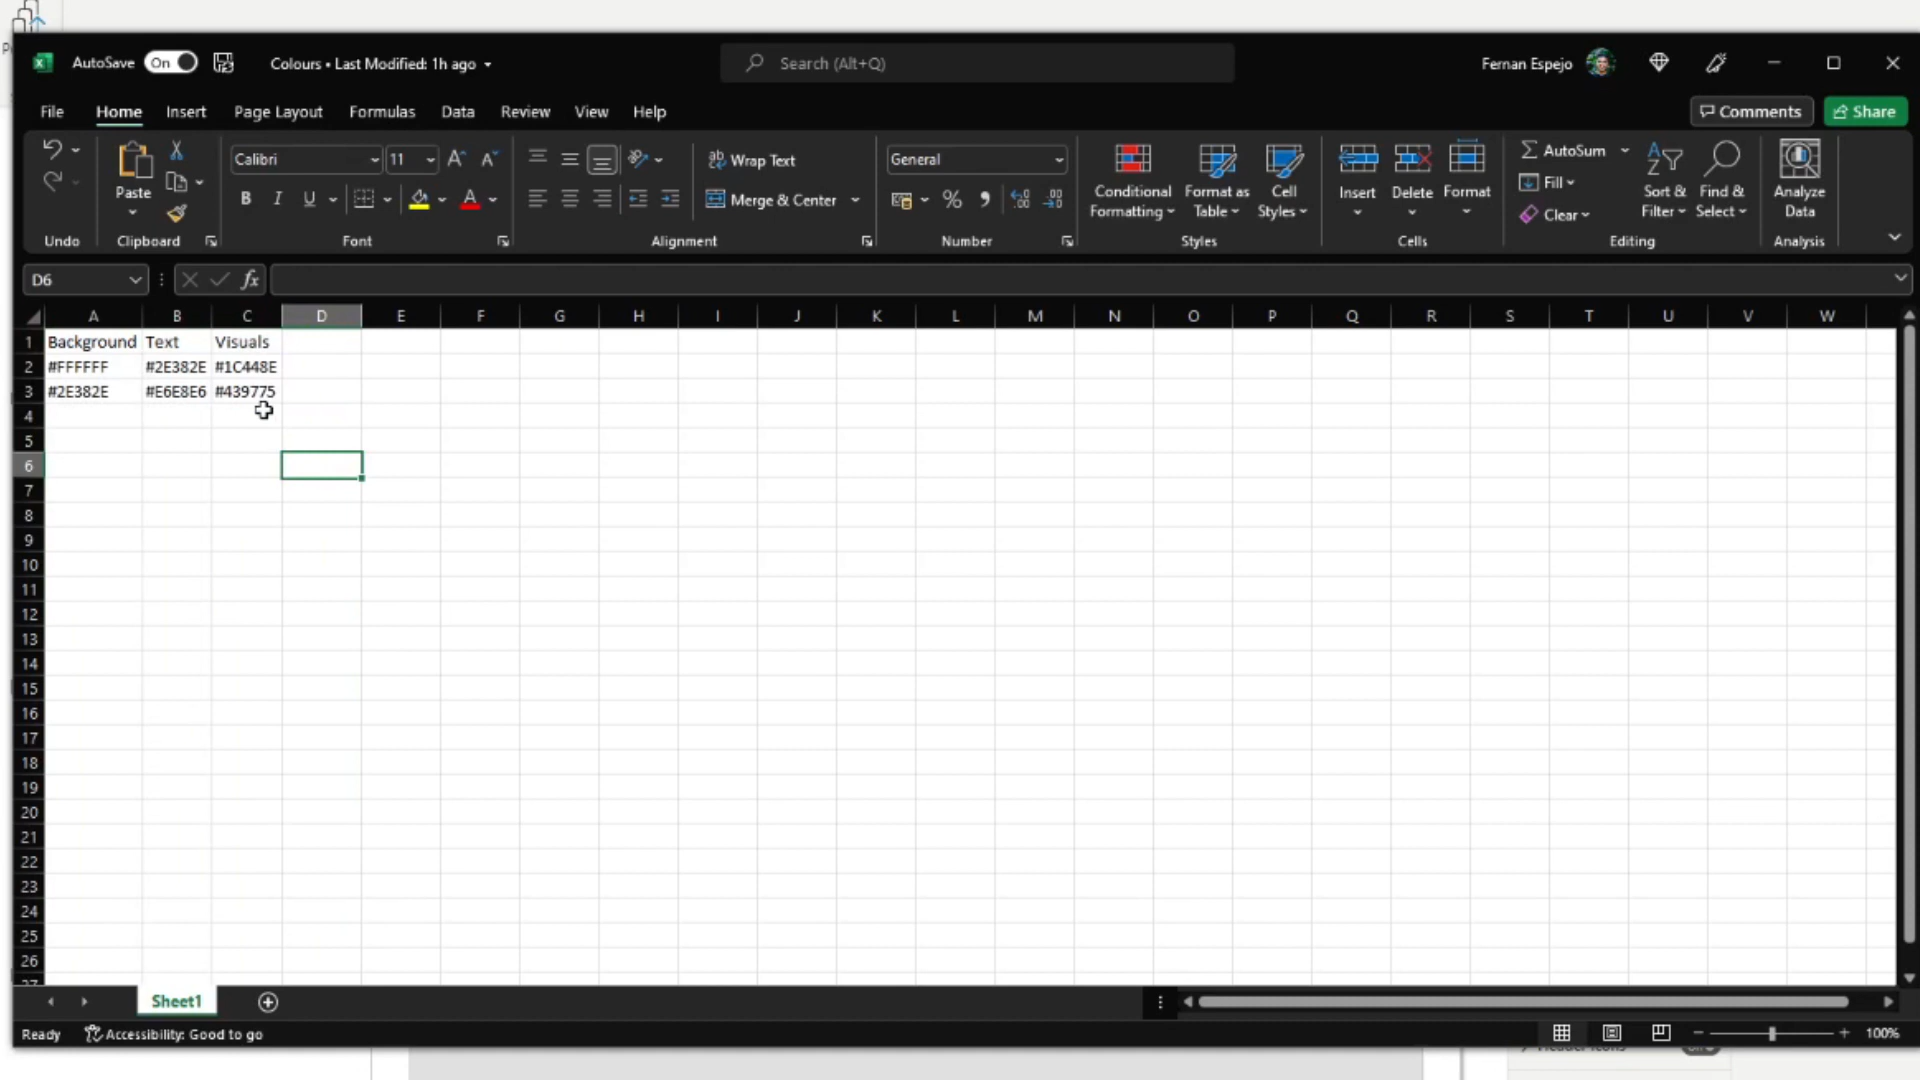 AutoSave On Colours • Last Modified: 1h ago Search (Alt+Q) Fernan Espejo
File Home Insert Page Layout Formulas Data Review View Help Comments Share
Paste Calibri 11 Wrap Text General Conditional Formatting Format as Table Cell Styles Insert Delete Format AutoSum Sort & Filter Find & Select Analyze Data
B I U A Merge & Center % Fill
Clear
Undo Clipboard Font Alignment Number Styles Cells Editing Analysis
D6 fx
A B C D E F G H I J K L M N O P Q R S T U V W
1 Background Text Visuals
2 #FFFFFF #2E382E #1C448E
3 #2E382E #E6E8E6 #439775
4
5
6
7
8
9
10
11
12
13
14
15
16
17
18
19
20
21
22
23
24
25
26
27
Sheet1
Ready Accessibility: Good to go 100%